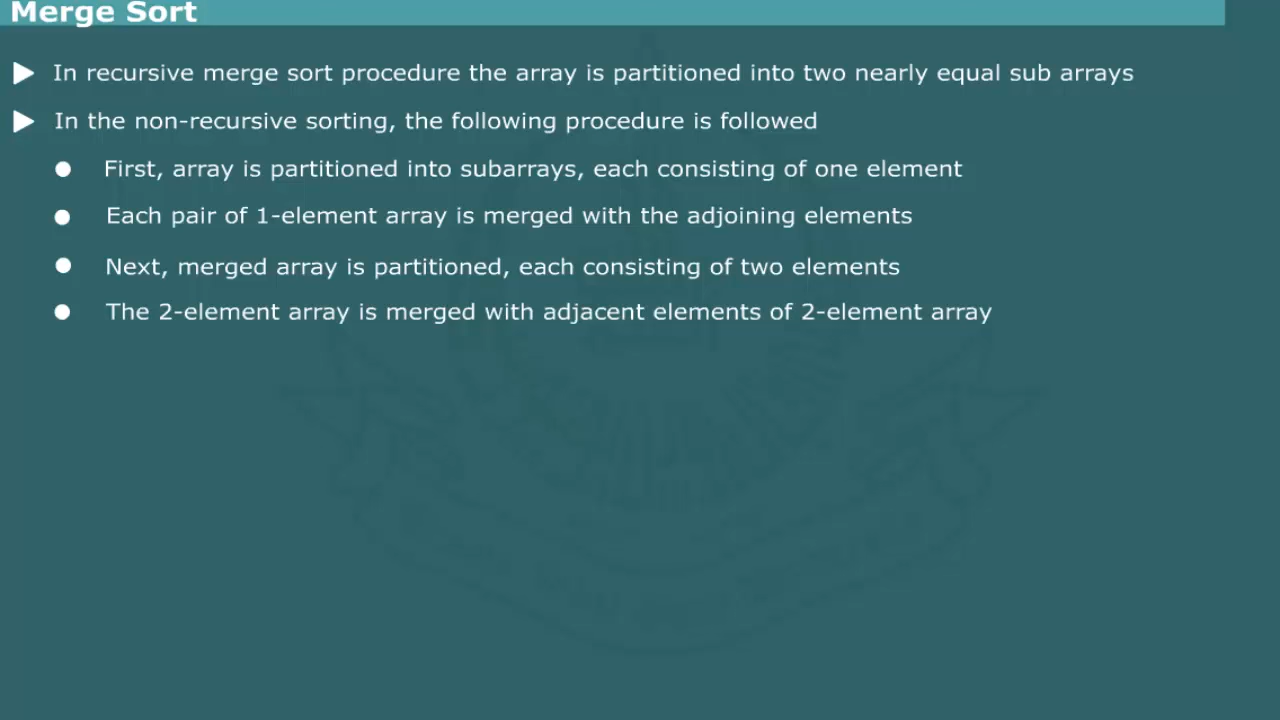 Merge Sort
In recursive merge sort procedure the array is partitioned into two nearly equal sub arrays
In the non-recursive sorting, the following procedure is followed
First, array is partitioned into subarrays, each consisting of one element
Each pair of 1-element array is merged with the adjoining elements
Next, merged array is partitioned, each consisting of two elements
The 2-element array is merged with adjacent elements of 2-element array